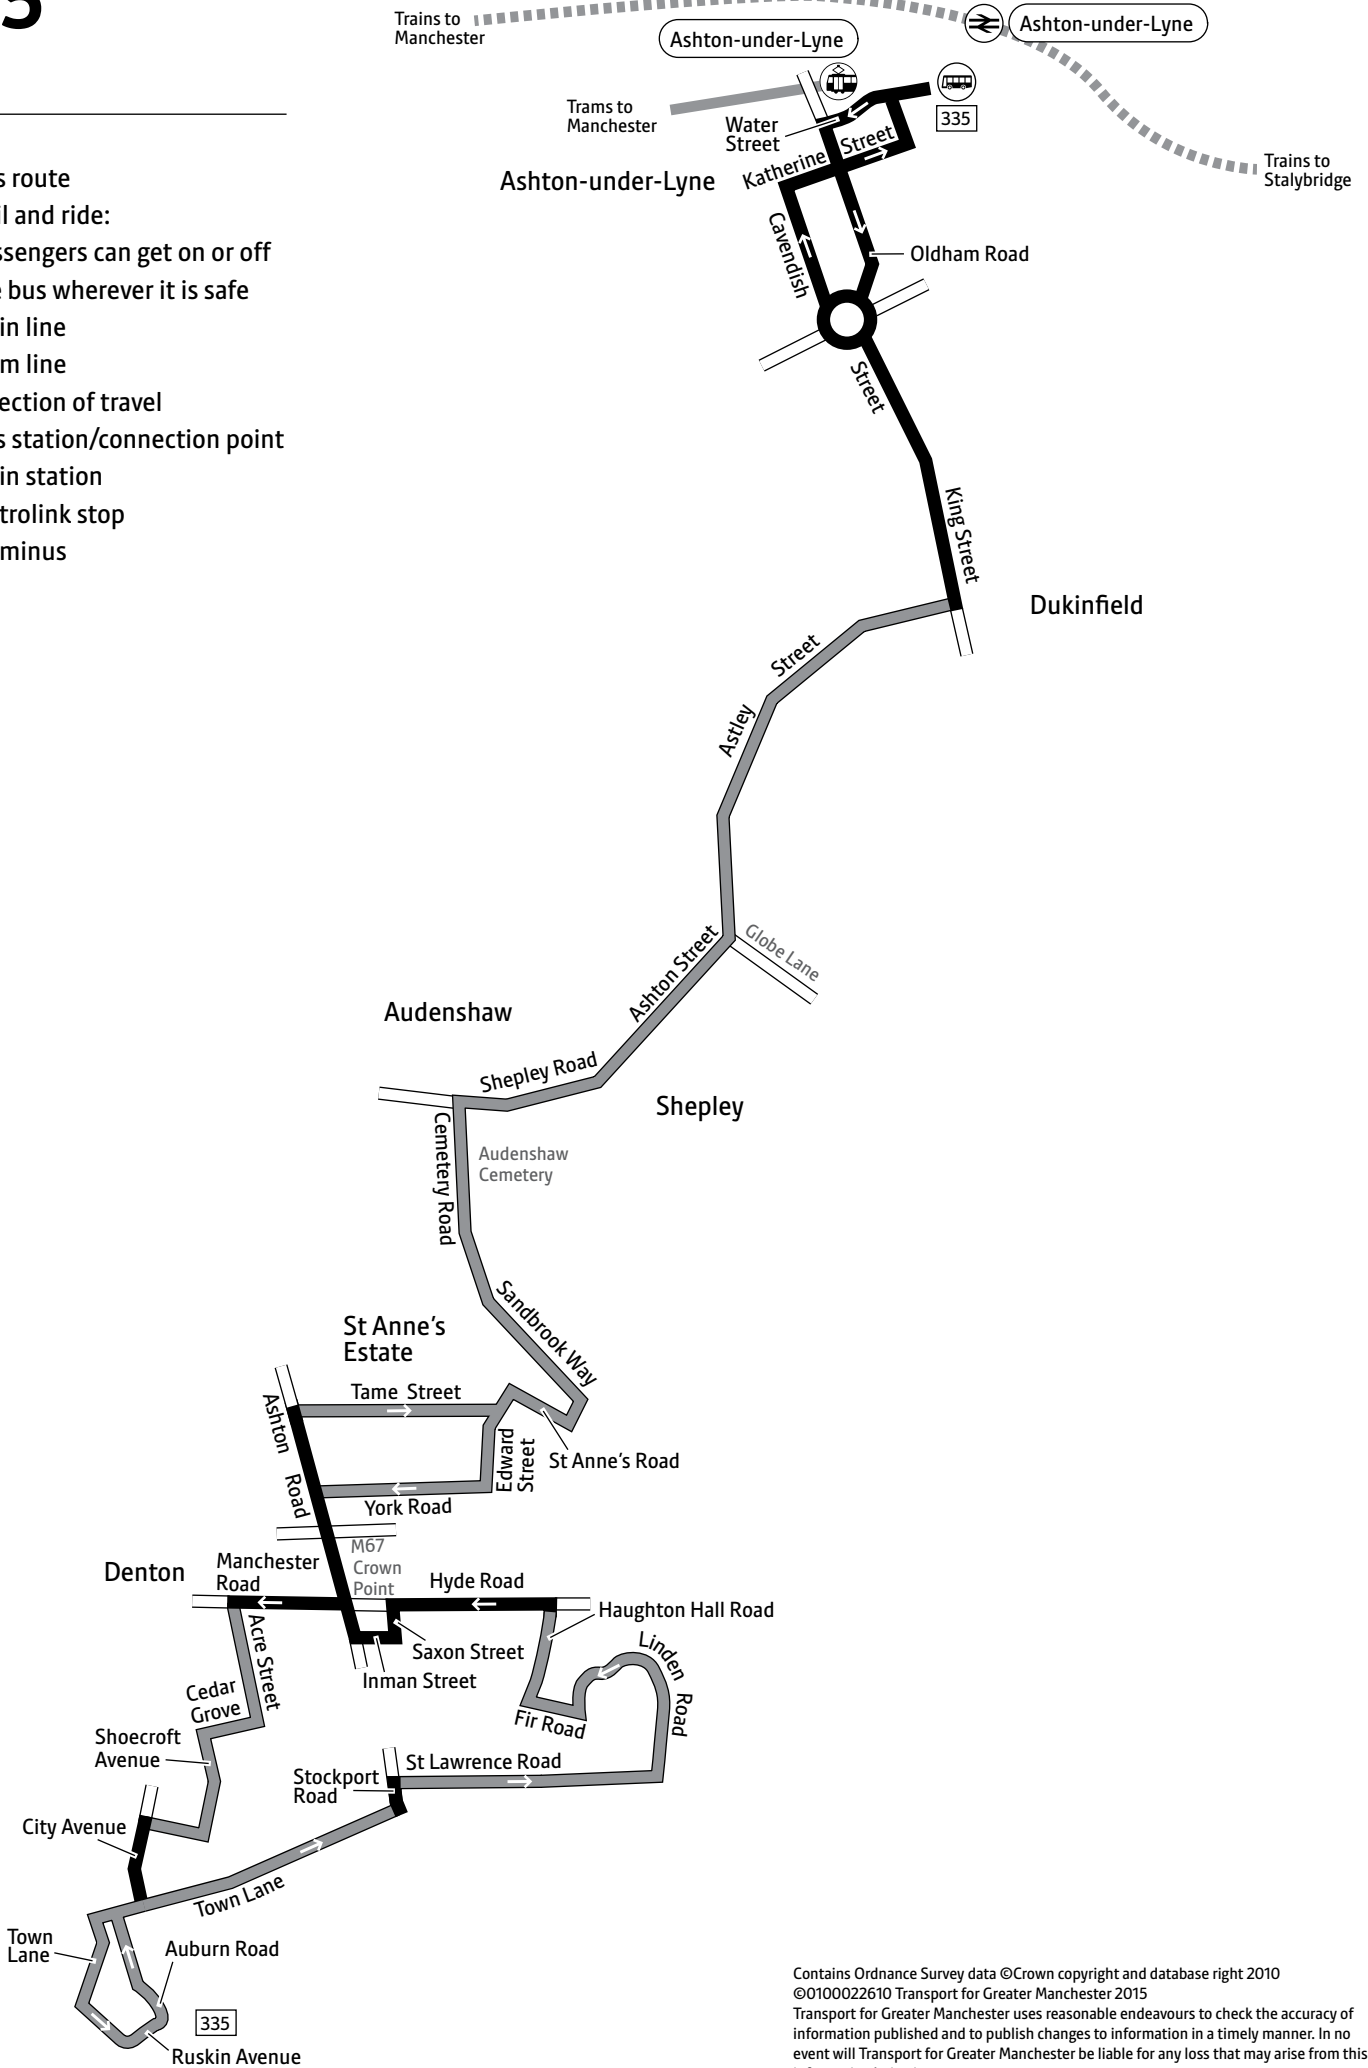 Trains to
Manchester
Ashton-under-Lyne
Ashton-under-Lyne
Trams to
Manchester
Water
Street
335
Trains to
Stalybridge
Katherine Street
Ashton-under-Lyne
s route
l and ride:
ssengers can get on or off
bus wherever it is safe
in line
m line
ection of travel
s station/connection point
in station
trolink stop
minus
Cavendish
Street
Oldham Road
King Street
Dukinfield
Astley Street
Globe Lane
Ashton Street
Audenshaw
Shepley Road
Shepley
Cemetery Road
Audenshaw
Cemetery
Sandbrook Way
St Anne's
Estate
Tame Street
Ashton Road
Edward
Street
St Anne's Road
York Road
M67
Crown
Point
Denton
Manchester
Road
Hyde Road
Haughton Hall Road
Saxon Street
Inman Street
Acre Street
Linden Road
Cedar
Grove
Fir Road
Shoecroft
Avenue
St Lawrence Road
Stockport
Road
City Avenue
Town Lane
Town
Lane
Auburn Road
335
Ruskin Avenue
Contains Ordnance Survey data ©Crown copyright and database right 2010
©0100022610 Transport for Greater Manchester 2015
Transport for Greater Manchester uses reasonable endeavours to check the accuracy of
information published and to publish changes to information in a timely manner. In no
event will Transport for Greater Manchester be liable for any loss that may arise from this